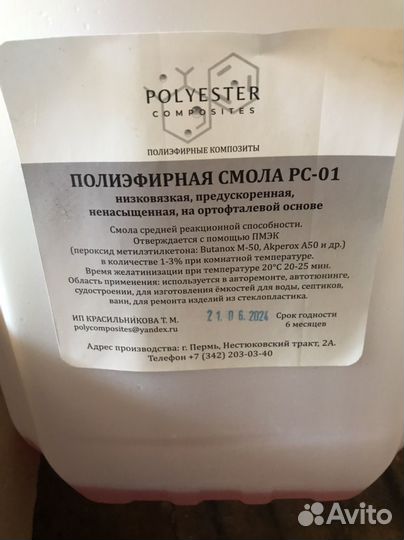 POLYESTER
COMPOSITES
ПОЛИЭФИРНЫЕ КОМПОЗИТЫ
ПОЛИЭФИРНАЯ СМОЛА РС-01
низковязкая, предускоренная,
ненасыщенная, на ортофталевой основе
Смола средней реакционной способности.
Отверждается с помощью ПМЭК
(пероксид метилэтилкетона: Butanox M-50, Akperox A50 и др.)
в количестве 1-3% при комнатной температуре.
Время желатинизации при температуре 20°С 20-25 мин.
Область применения: используется в авторемонте, автотюнинге,
судостроении, для изготовления ёмкостей для воды, септиков,
ванн, для ремонта изделий из стеклопластика.
ИП КРАСИЛЬНИКОВА Т. М.
polycomposites@yandex.ru
21.06.2024
Срок годности
6 месяцев
Адрес производства: г. Пермь, Нестюковский тракт, 2А.
Телефон +7 (342) 203-03-40
Avito